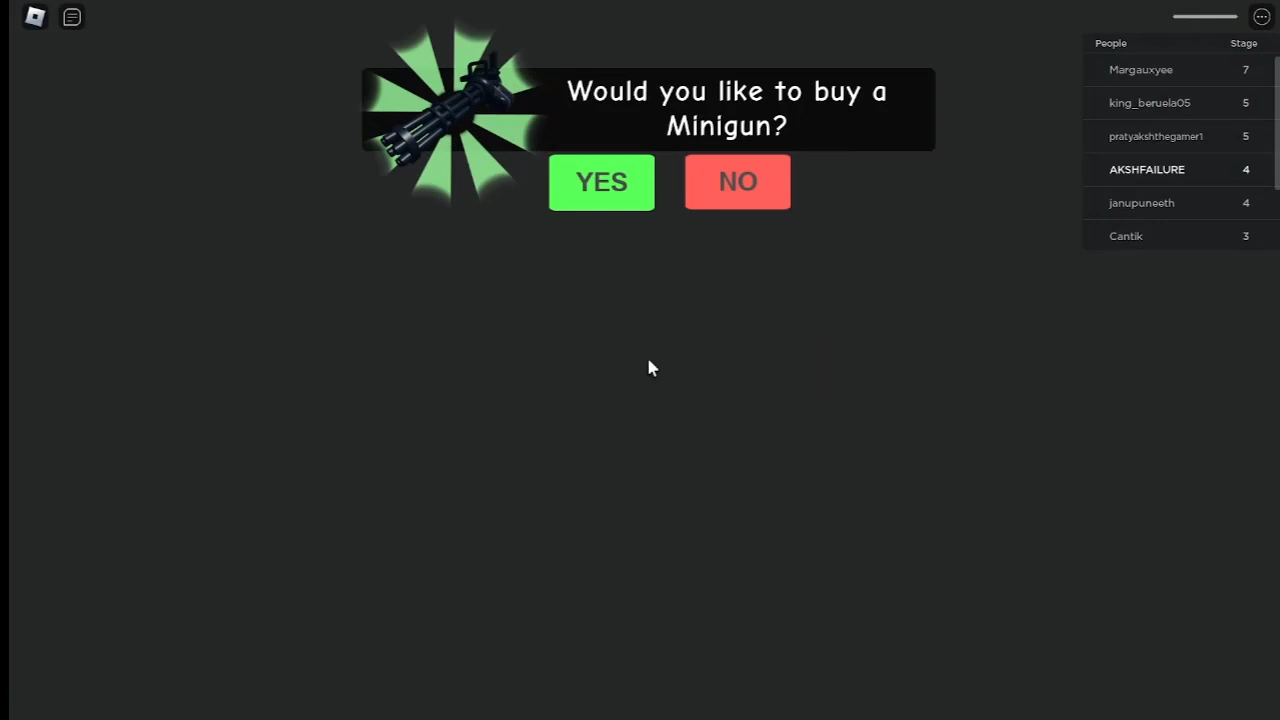 Would you like to buy a
Minigun?
YES NO
People Stage
Margauxyee 7
king_beruela05 5
pratyakshthegamer1 5
AKSHFAILURE 4
janupuneeth 4
Cantik 3